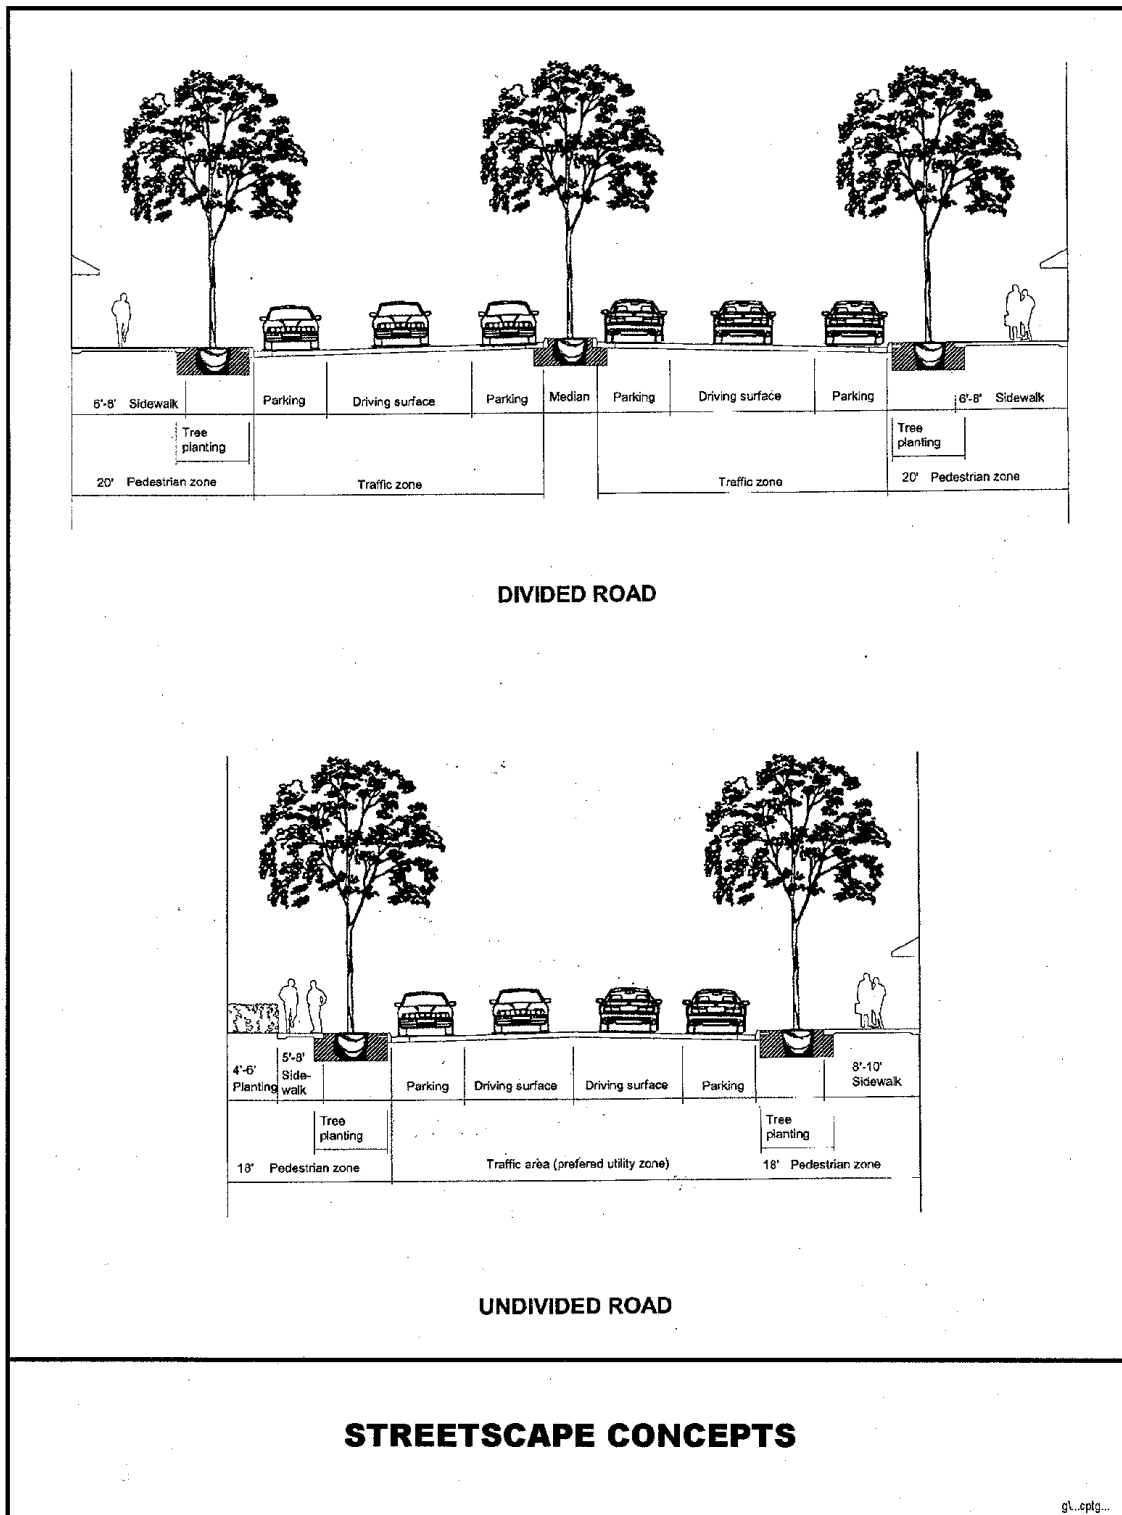 6'-8' Sidewalk
Parking
Driving surface
Parking
Median
Parking
Driving surface
Parking
6'-8' Sidewalk
Tree
planting
Tree
planting
20' Pedestrian zone
Traffic zone
Traffic zone
20' Pedestrian zone
DIVIDED ROAD
4'-6'
Planting
5'-8'
Side-
walk
Parking
Driving surface
Driving surface
Parking
8'-10'
Sidewalk
Tree
planting
Tree
planting
18' Pedestrian zone
Traffic area (preferred utility zone)
18' Pedestrian zone
UNDIVIDED ROAD
STREETSCAPE CONCEPTS